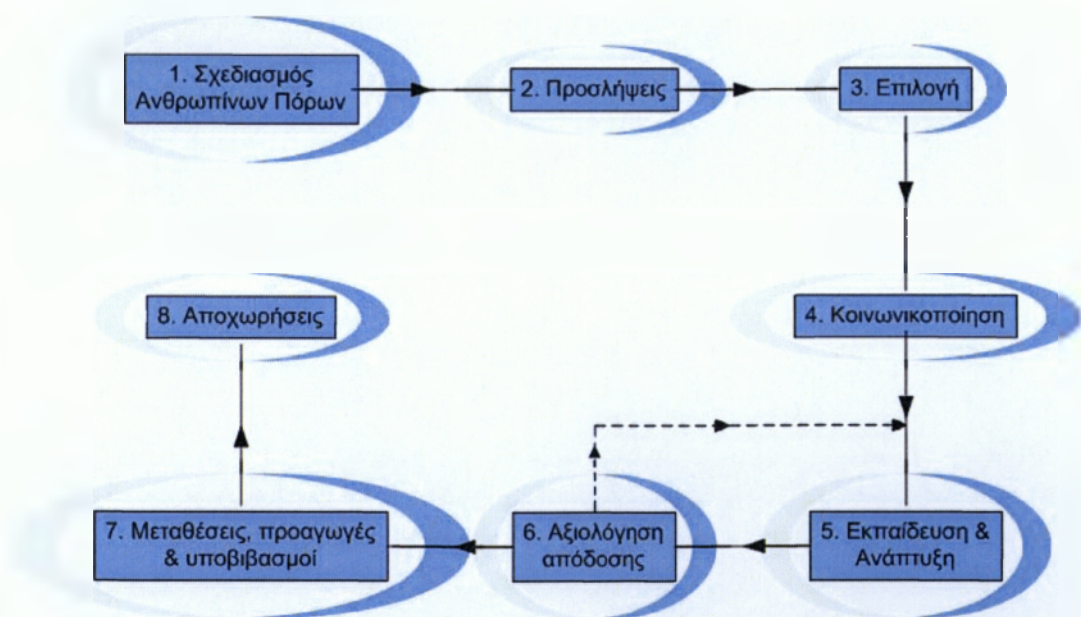 1. Σχεδιασμός
Ανθρωπίνων Πόρων
2. Προσλήψεις
3. Επιλογή
4. Κοινωνικοποίηση
5. Εκπαίδευση &
Ανάπτυξη
6. Αξιολόγηση
απόδοσης
7. Μεταθέσεις, προαγωγές
& υποβιβασμοί
8. Αποχωρήσεις